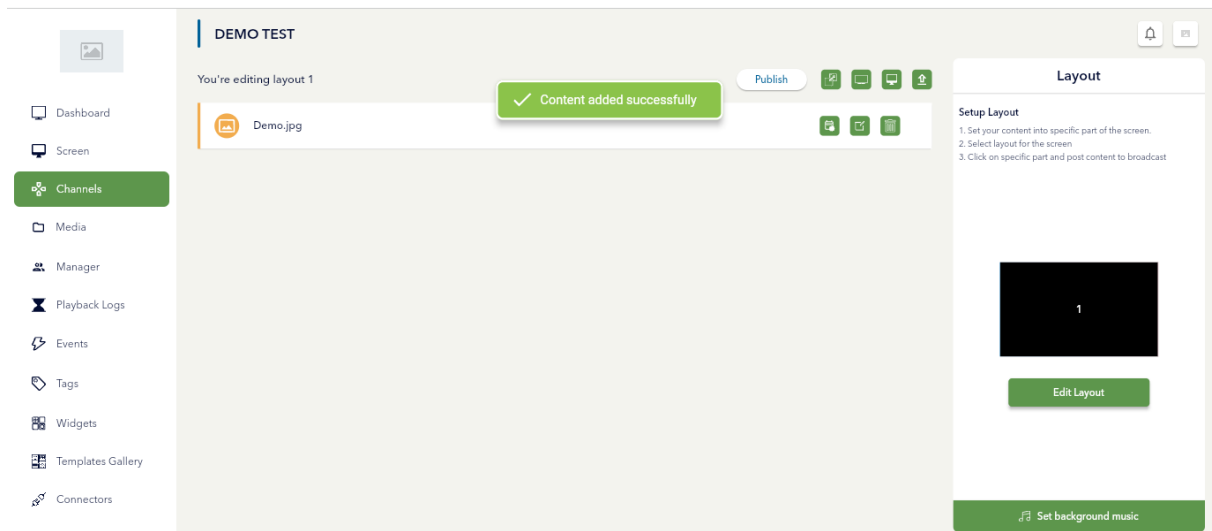 DEMO TEST
You're editing layout 1
Publish
Content added successfully
Demo.jpg
Dashboard
Screen
Channels
Media
Manager
Playback Logs
Events
Tags
Widgets
Templates Gallery
Connectors
Layout
Setup Layout
1. Set your content into specific part of the screen.
2. Select layout for the screen
3. Click on specific part and post content to broadcast
1
Edit Layout
Set background music